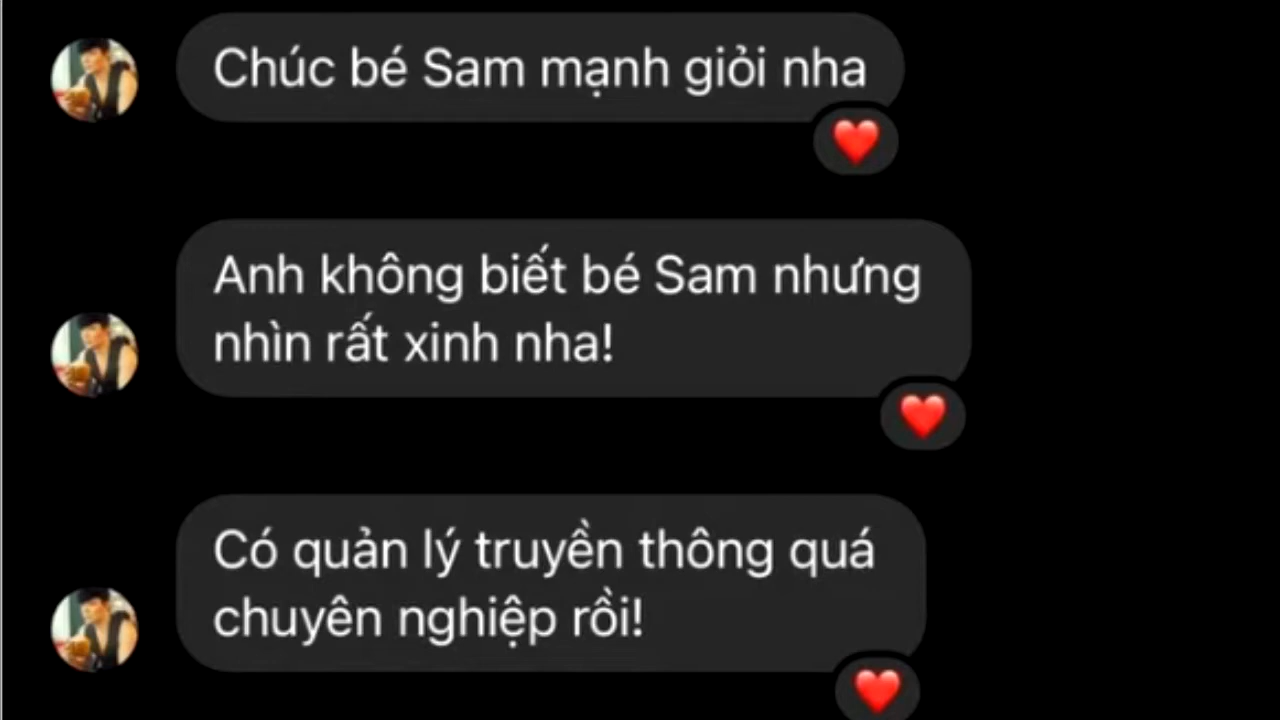 Chúc bé Sam mạnh giỏi nha
Anh không biết bé Sam nhưng
nhìn rất xinh nha!
Có quản lý truyền thông quá
chuyên nghiệp rồi!